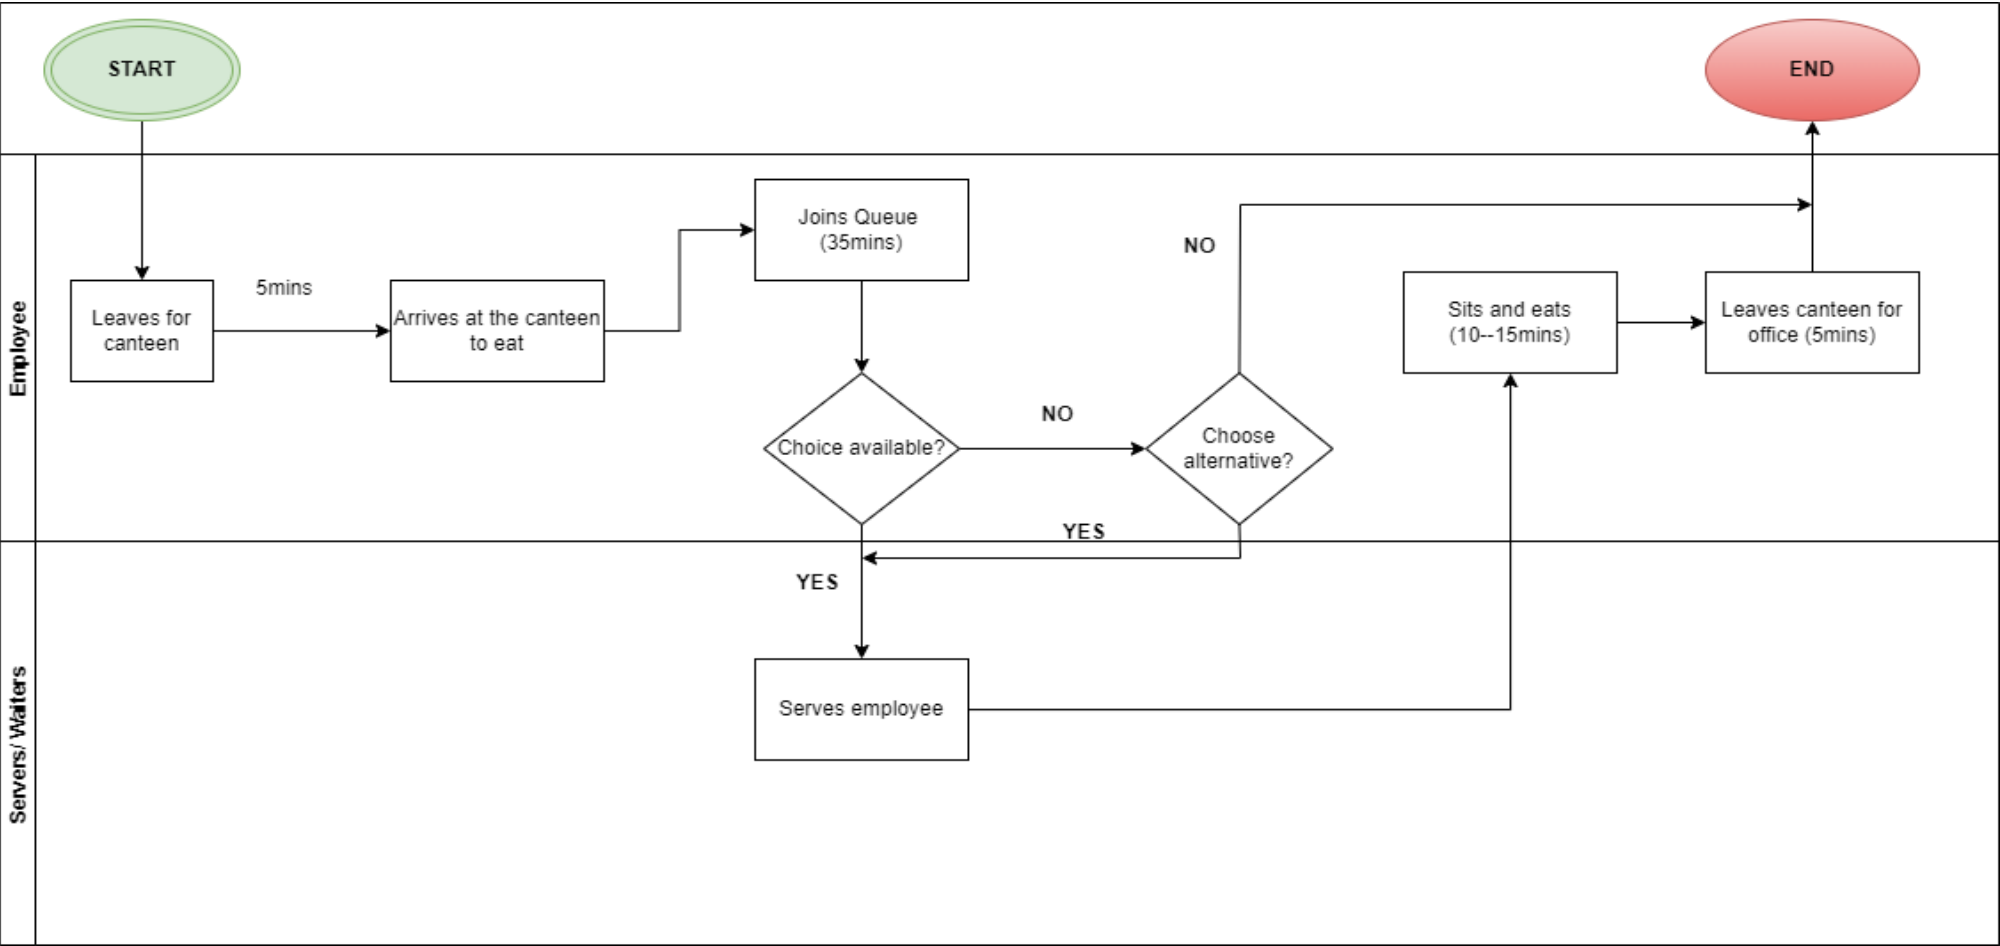 START
END
Employee
Leaves for
canteen
5mins
Arrives at the canteen
to eat
Joins Queue
(35mins)
Choice available?
NO
Choose
alternative?
NO
YES
YES
Sits and eats
(10--15mins)
Leaves canteen for
office (5mins)
Servers/Waiters
Serves employee